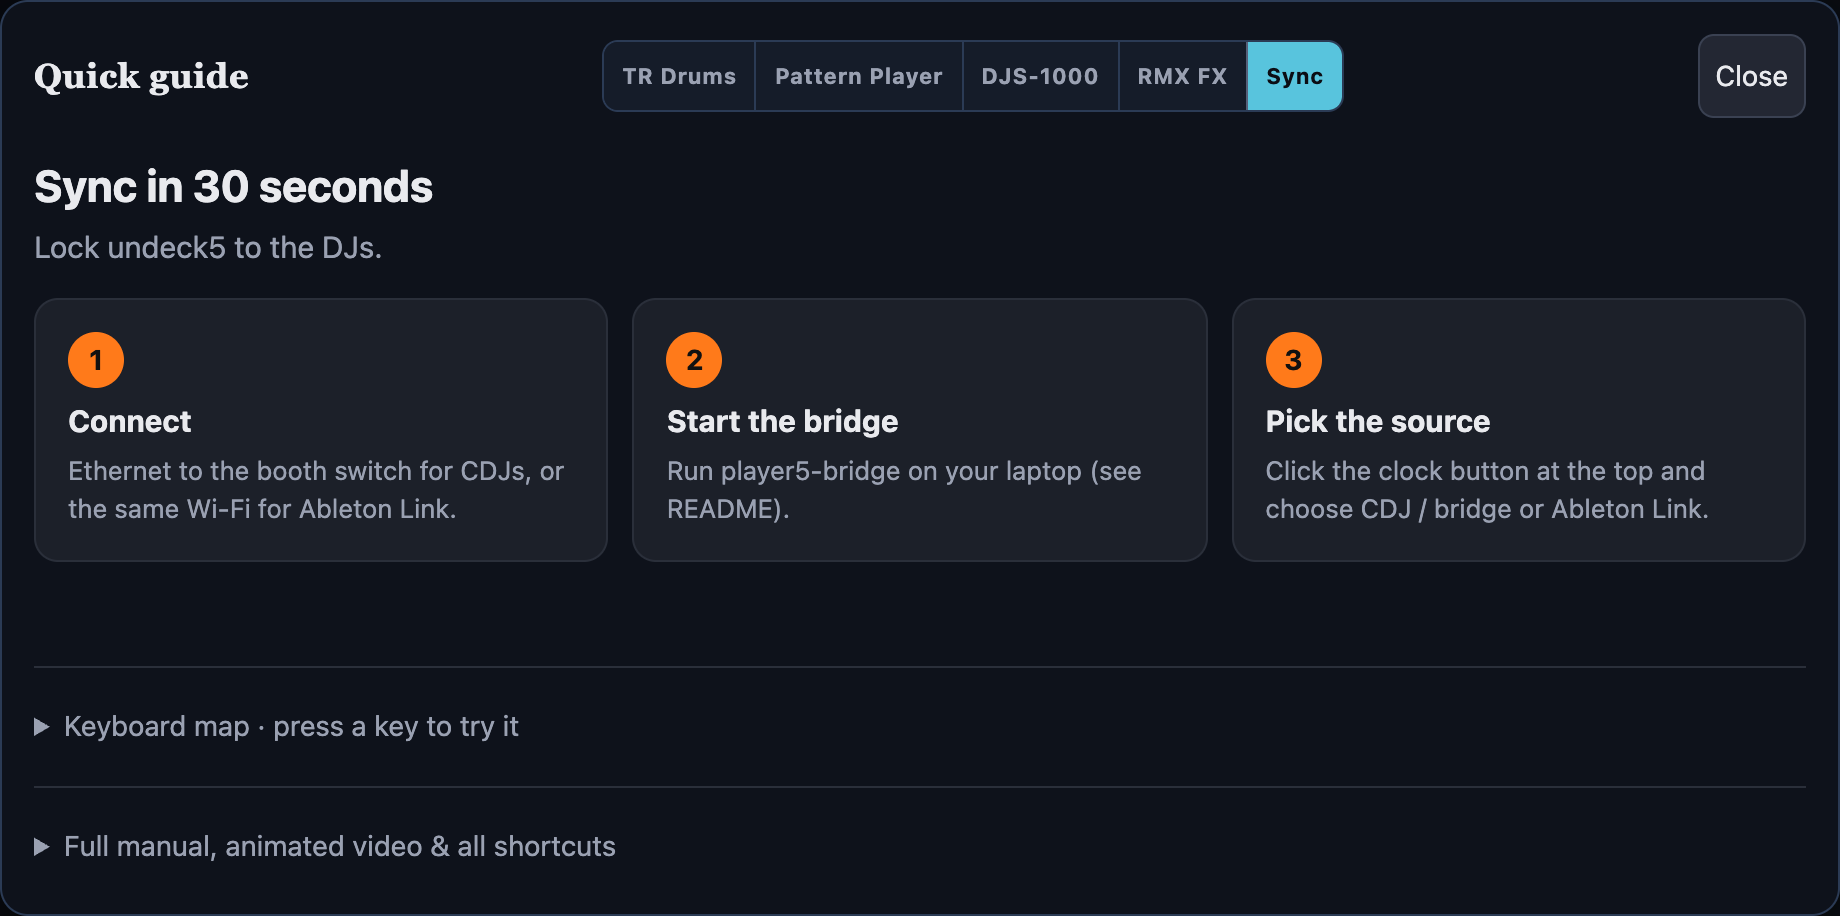 Quick guide
TR Drums
Pattern Player
DJS-1000
RMX FX
Sync
Close
Sync in 30 seconds
Lock undeck5 to the DJs.
1
Connect
Ethernet to the booth switch for CDJs, or
the same Wi-Fi for Ableton Link.
2
Start the bridge
Run player5-bridge on your laptop (see
README).
3
Pick the source
Click the clock button at the top and
choose CDJ / bridge or Ableton Link.
Keyboard map · press a key to try it
Full manual, animated video & all shortcuts